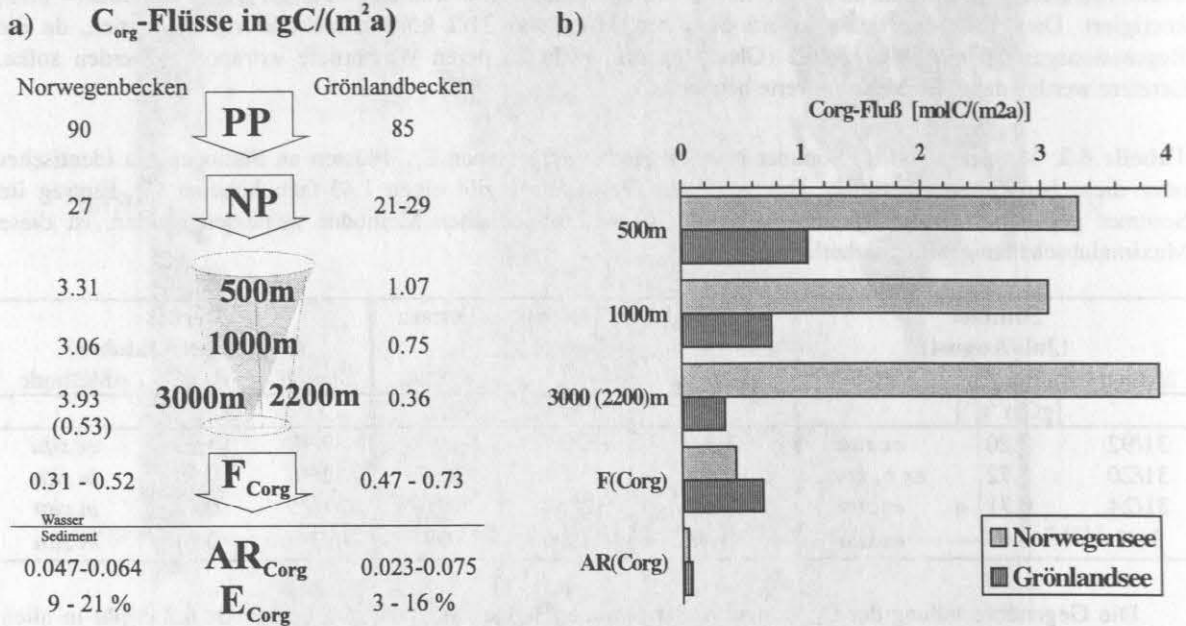 a) C_org-Flüsse in gC/(m²a)
Norwegenbecken Grönlandbecken
90 PP 85
27 NP 21-29
3.31 500m 1.07
3.06 1000m 0.75
3.93 3000m 2200m 0.36
(0.53)
0.31 - 0.52 F_Corg 0.47 - 0.73
Wasser
Sediment
0.047-0.064 AR_Corg 0.023-0.075
9 - 21 % E_Corg 3 - 16 %
b)
Corg-Fluß [molC/(m2a)]
0 1 2 3 4
500m
1000m
3000 (2200)m
F(Corg)
AR(Corg)
Norwegensee
Grönlandsee